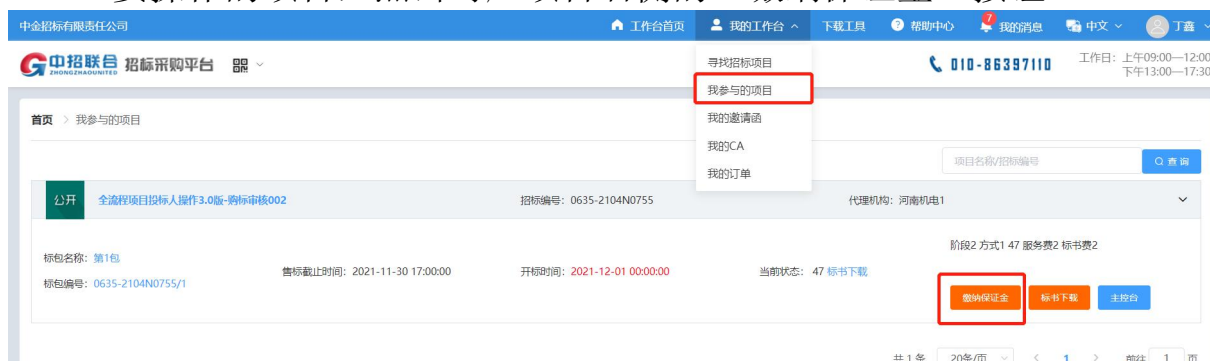 中金招标有限责任公司 工作台首页 我的工作台 下载工具 帮助中心 7 我的消息 中文 丁鑫
中招联合 ZHONGZHAOUNITED 招标采购平台 010-86397110 工作日：上午09:00—12:00
下午13:00—17:30
寻找招标项目
我参与的项目
我的邀请函
我的CA
我的订单
首页 > 我参与的项目
项目名称/招标编号 查询
公开 全流程项目投标人操作3.0版-购标审核002 招标编号：0635-2104N0755 代理机构：河南机电1
阶段2 方式1 47 服务费2 标书费2
标包名称：第1包
售标截止时间：2021-11-30 17:00:00 开标时间：2021-12-01 00:00:00 当前状态：47 标书下载
标包编号：0635-2104N0755/1
缴纳保证金 标书下载 主控台
共 1 条 20条/页 < 1 > 前往 1 页